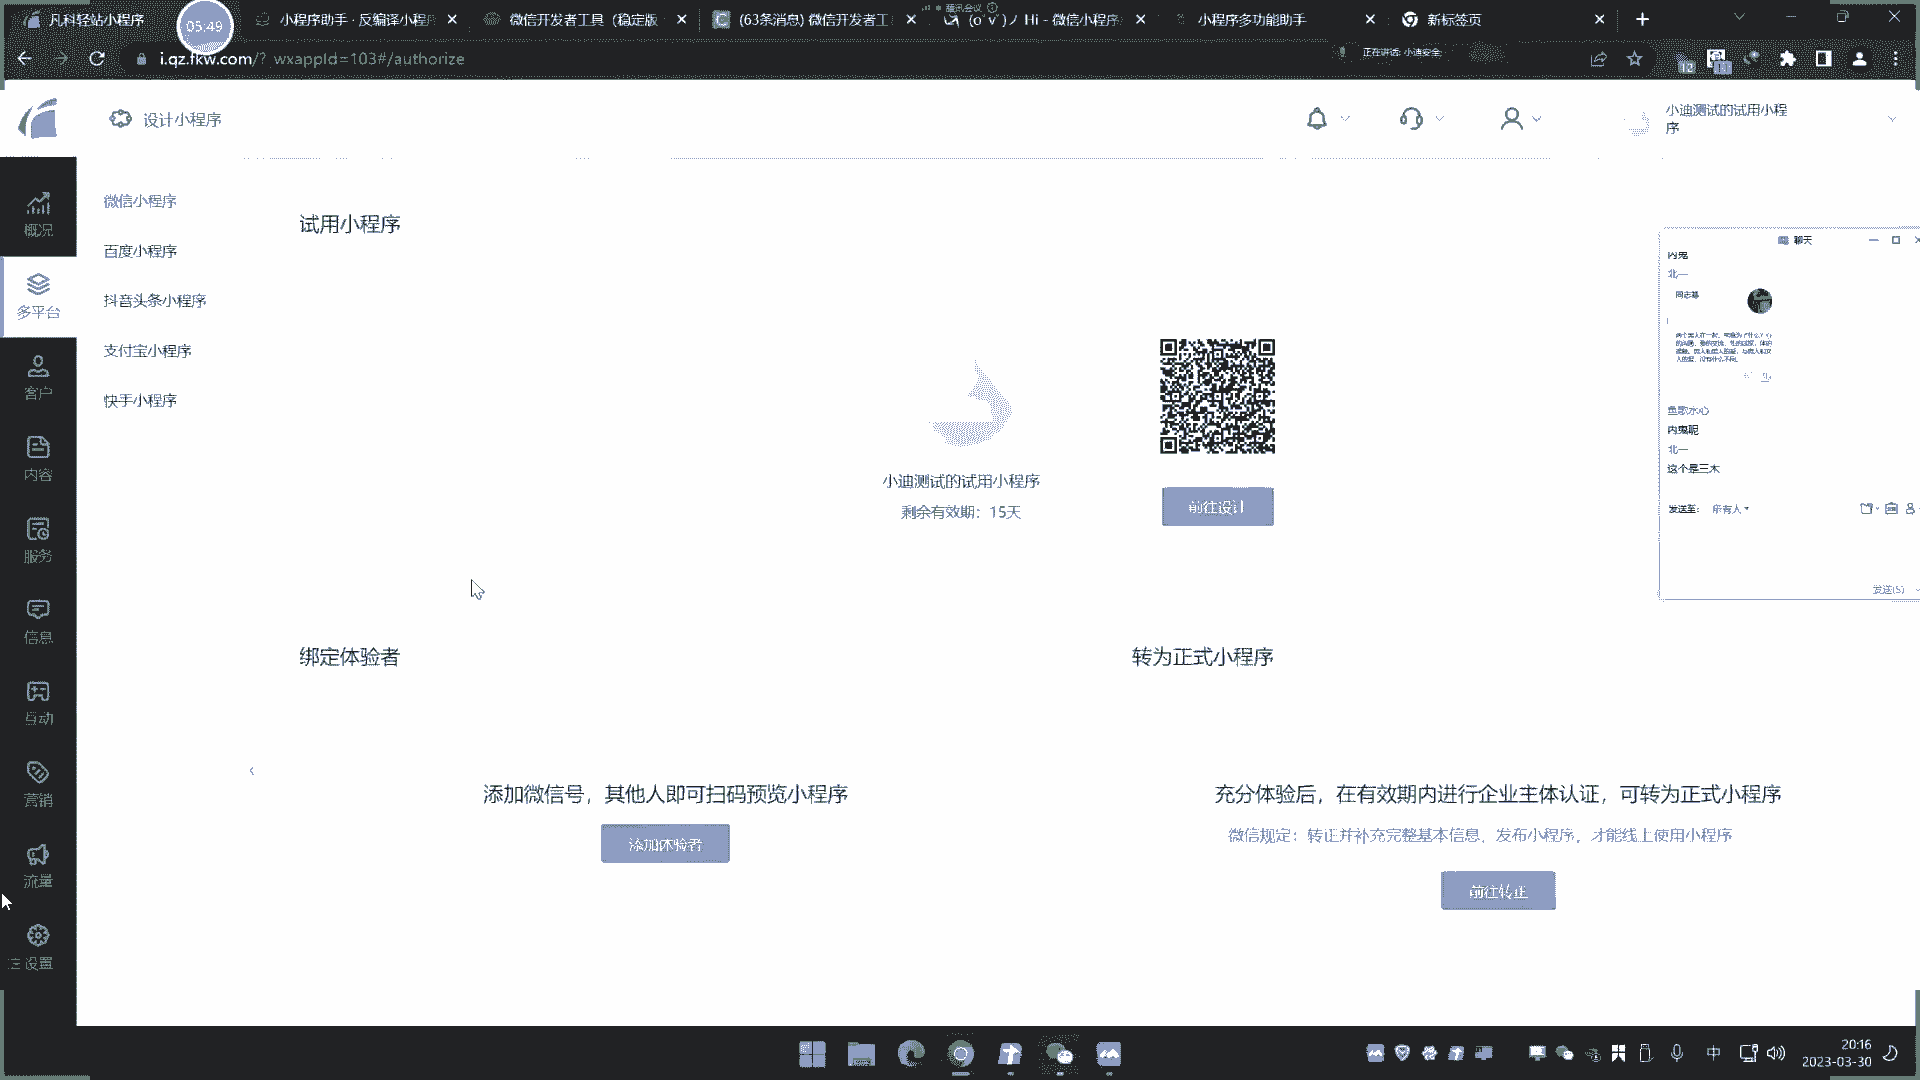 凡科轻站小程序
05:49
小程序助手 · 反编译小程序
微信开发者工具（稳定版
(63条消息) 微信开发者工
(oˇvˇ)ノ Hi - 微信小程序
小程序多功能助手
新标签页
腾讯会议
i.qz.fkw.com/?_wxappId=103#/authorize
正在讲话: 小迪安全
12
设计小程序
小迪测试的试用小程
序
概况
多平台
客户
内容
服务
信息
互动
营销
流量
设置
微信小程序
百度小程序
抖音头条小程序
支付宝小程序
快手小程序
试用小程序
小迪测试的试用小程序
剩余有效期：15天
前往设计
绑定体验者
添加微信号，其他人即可扫码预览小程序
添加体验者
转为正式小程序
充分体验后，在有效期内进行企业主体认证，可转为正式小程序
微信规定：转正并补充完整基本信息，发布小程序，才能线上使用小程序
前往转正
聊天
内鬼
北一
鱼歌水心
内鬼呢
北一
这个是三木
发送至:
所有人
发送(S)
中
20:16
2023-03-30